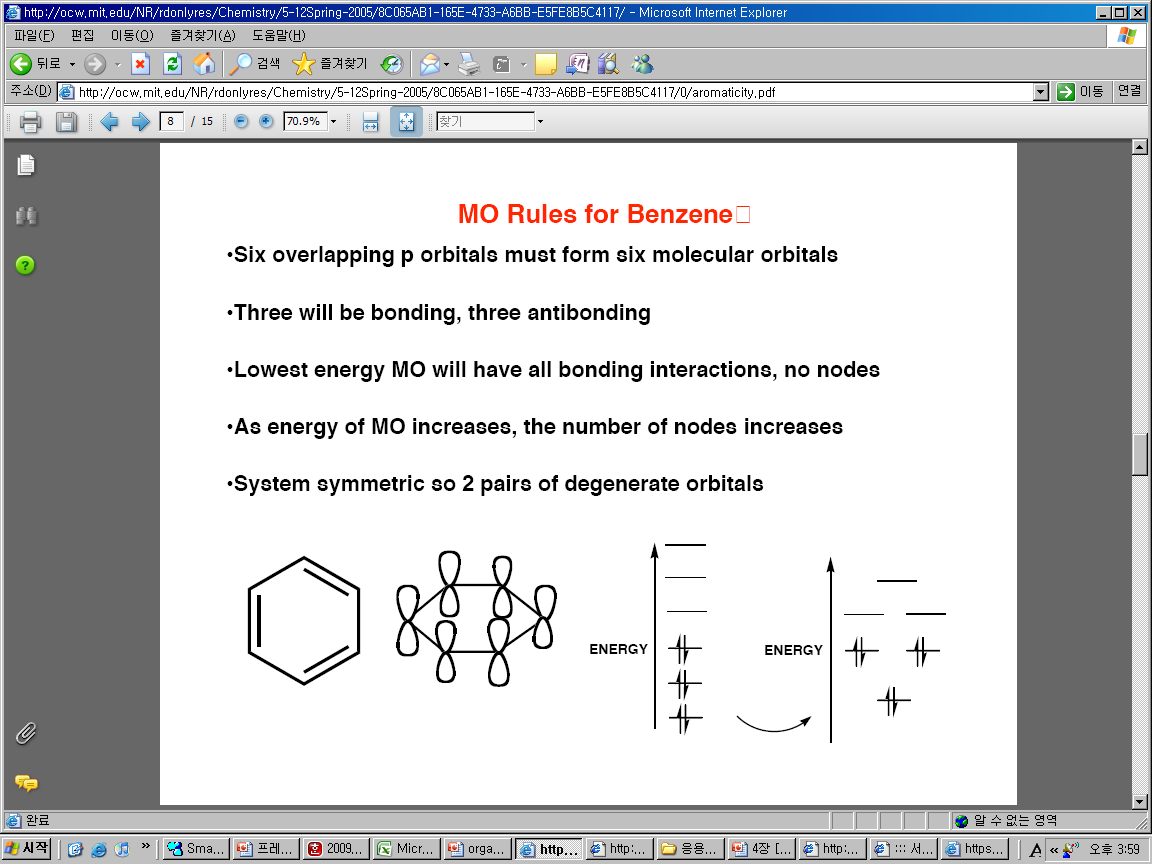 http://ocw.mit.edu/NR/rdonlyres/Chemistry/5-12Spring-2005/8C065AB1-165E-4733-A6BB-E5FE8B5C4117/ - Microsoft Internet Explorer
파일(F) 편집 이동(O) 즐겨찾기(A) 도움말(H)
뒤로 검색 즐겨찾기
주소(D) http://ocw.mit.edu/NR/rdonlyres/Chemistry/5-12Spring-2005/8C065AB1-165E-4733-A6BB-E5FE8B5C4117/0/aromaticity.pdf 이동 연결
8 / 15 70.9% 찾기
MO Rules for Benzene
•Six overlapping p orbitals must form six molecular orbitals
•Three will be bonding, three antibonding
•Lowest energy MO will have all bonding interactions, no nodes
•As energy of MO increases, the number of nodes increases
•System symmetric so 2 pairs of degenerate orbitals
ENERGY ENERGY
완료 알 수 없는 영역
시작 » Sma... 프레... 2009... Micr... orga... http... http:... 응용... 4장 [... http:... ::: 서... https... A « 오후 3:59